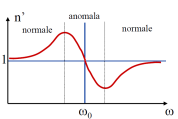 n’ anomala
normale normale
1
ω₀ ω